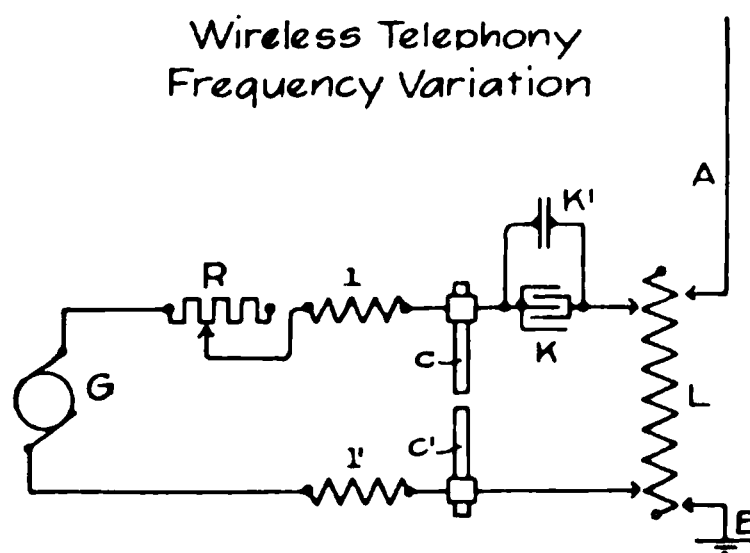 Wireless Telephony
Frequency Variation
A
K'
R
1
G
C
K
L
C'
1'
E